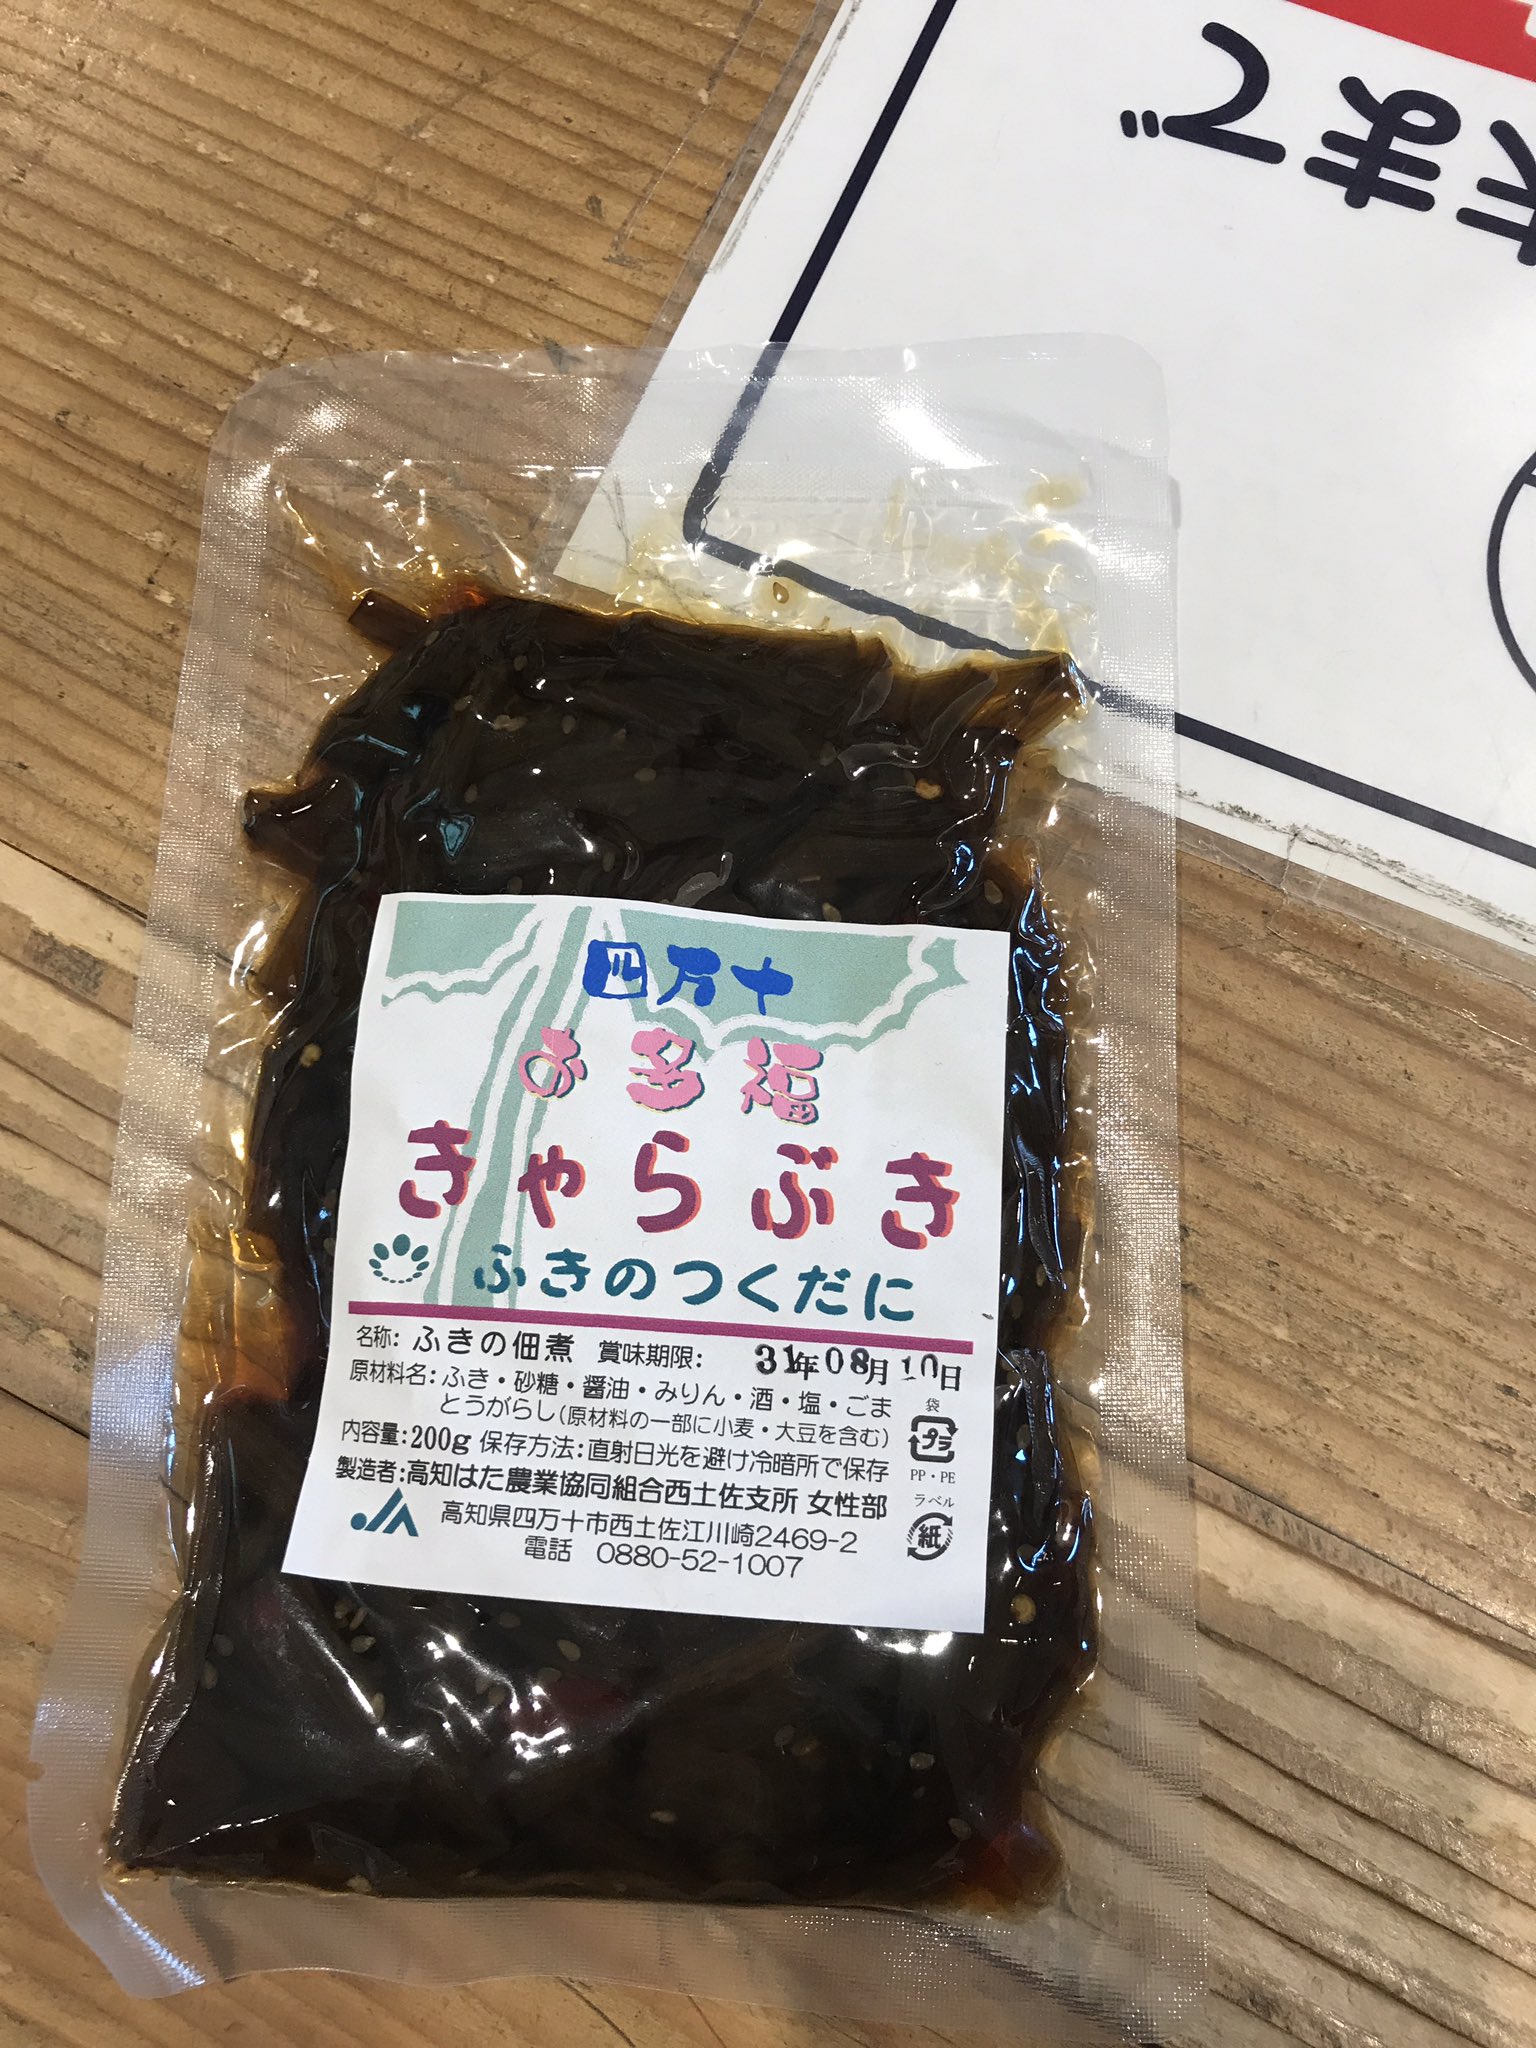 まで
四万十
お多福
きゃらぶき
ふきのつくだに
名称: ふきの佃煮 賞味期限: 31年08月10日
原材料名: ふき・砂糖・醤油・みりん・酒・塩・ごま
とうがらし(原材料の一部に小麦・大豆を含む)
袋
プラ
PP・PE
内容量:200g 保存方法:直射日光を避け冷暗所で保存
製造者:高知はた農業協同組合西土佐支所 女性部
ラベル
紙
JA
高知県四万十市西土佐江川崎2469-2
電話 0880-52-1007